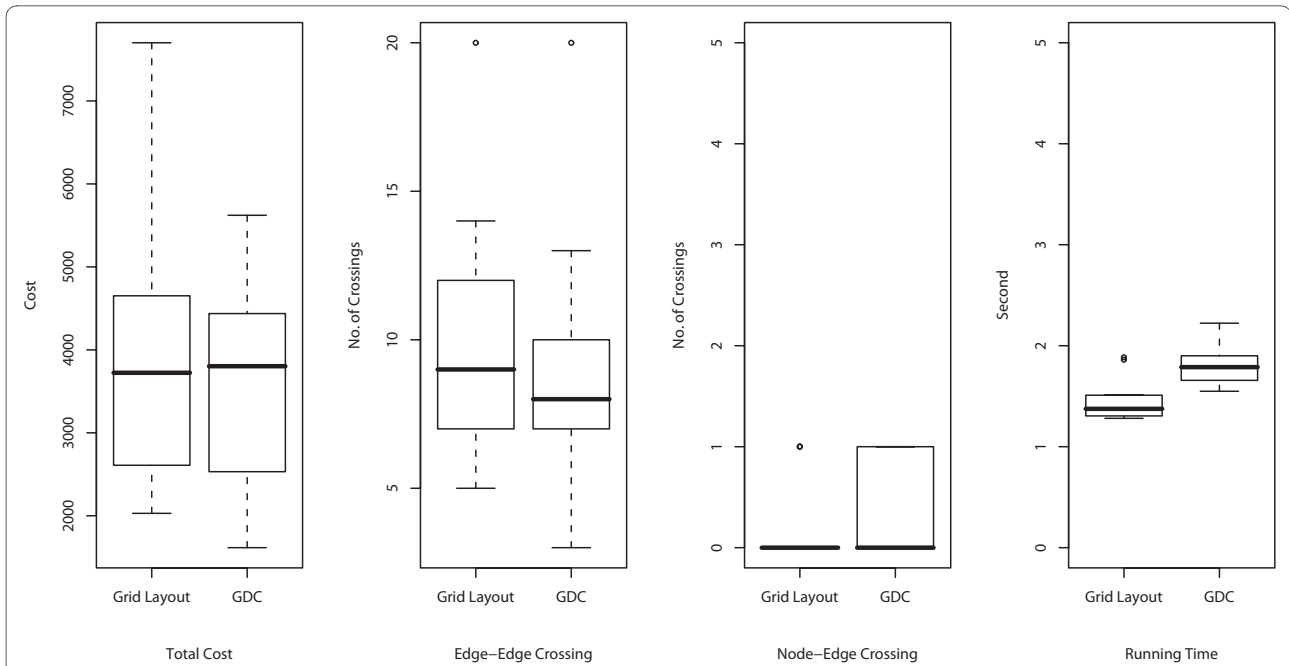 Cost
7000
6000
5000
4000
3000
2000
Grid Layout
GDC
Total Cost
No. of Crossings
20
15
10
5
Grid Layout
GDC
Edge–Edge Crossing
No. of Crossings
5
4
3
2
1
0
Grid Layout
GDC
Node–Edge Crossing
Second
5
4
3
2
1
0
Grid Layout
GDC
Running Time